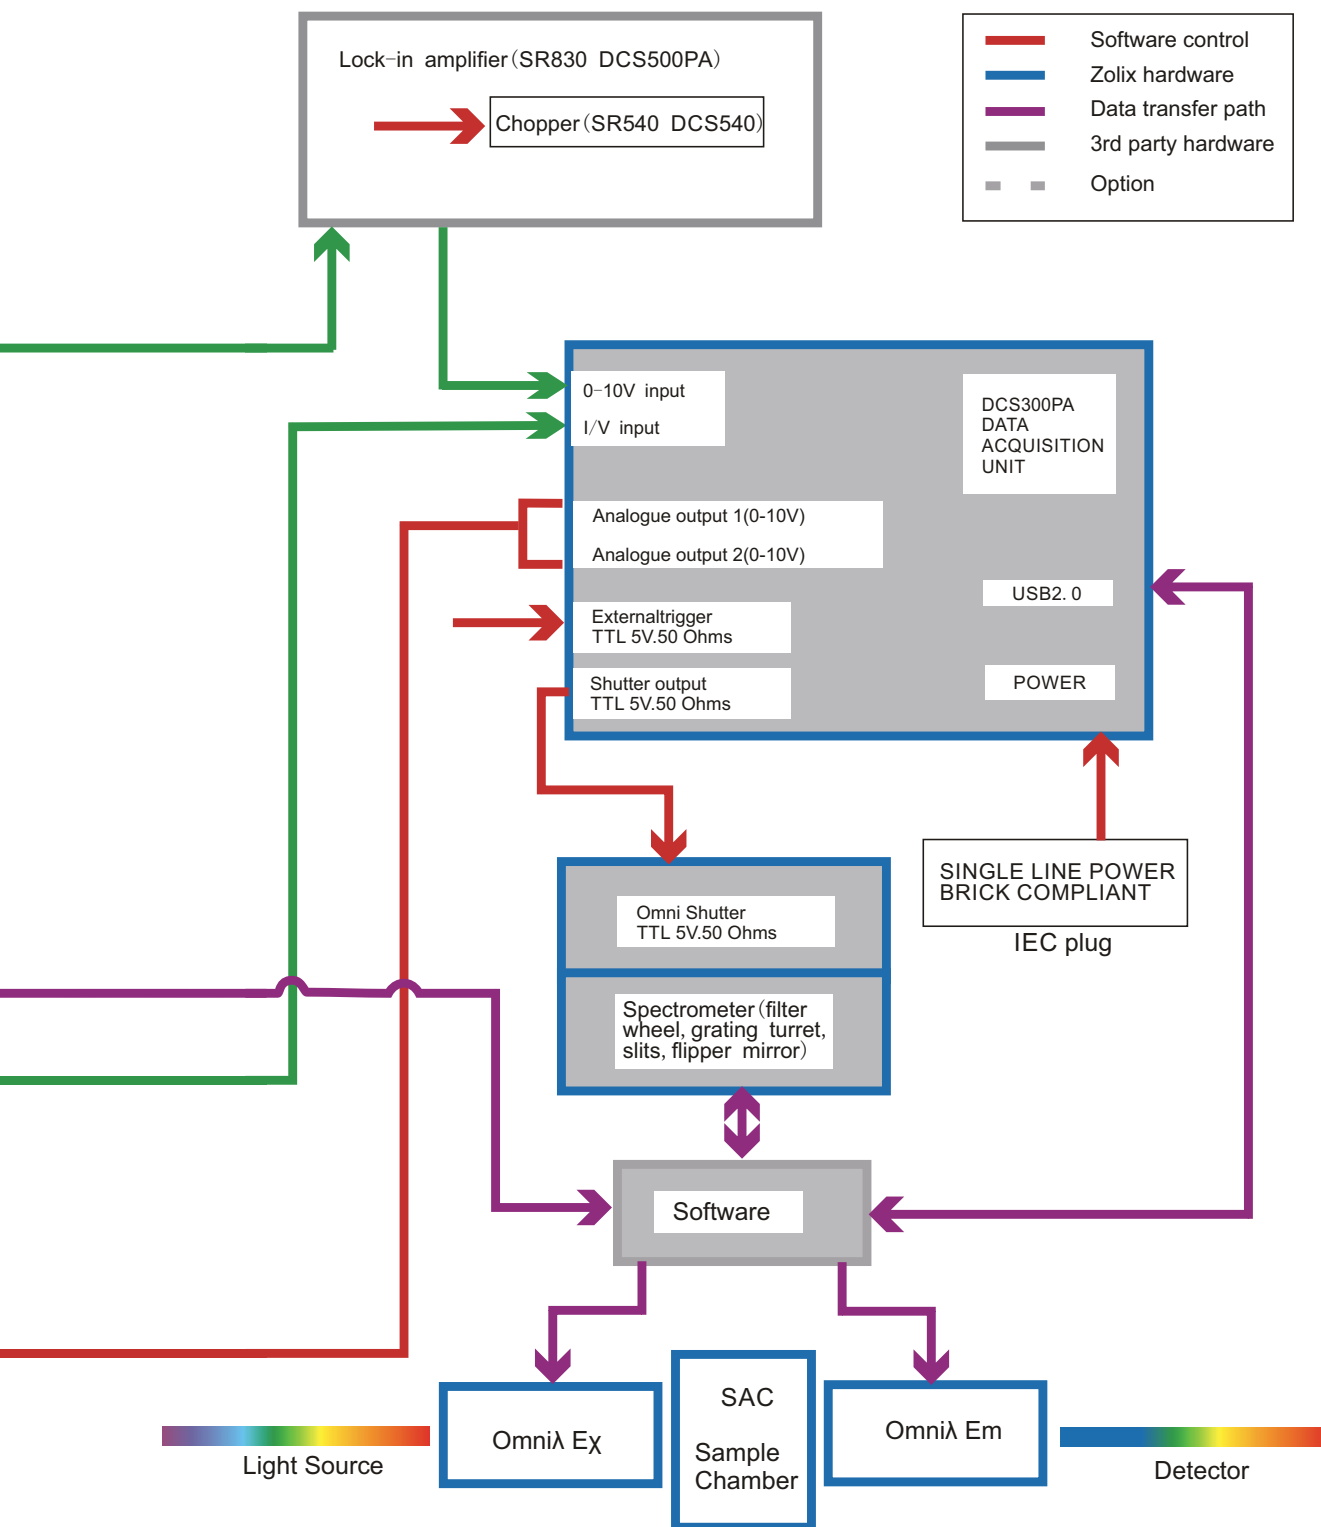 Lock-in amplifier(SR830 DCS500PA)
Chopper(SR540 DCS540)
Software control
Zolix hardware
Data transfer path
3rd party hardware
Option
0-10V input
I/V input
DCS300PA
DATA
ACQUISITION
UNIT
Analogue output 1(0-10V)
Analogue output 2(0-10V)
USB2.0
Externaltrigger
TTL 5V.50 Ohms
Shutter output
TTL 5V.50 Ohms
POWER
SINGLE LINE POWER
BRICK COMPLIANT
IEC plug
Omni Shutter
TTL 5V.50 Ohms
Spectrometer(filter
wheel, grating turret,
slits, flipper mirror)
Software
Light Source
Omniλ Eχ
SAC
Sample
Chamber
Omniλ Em
Detector